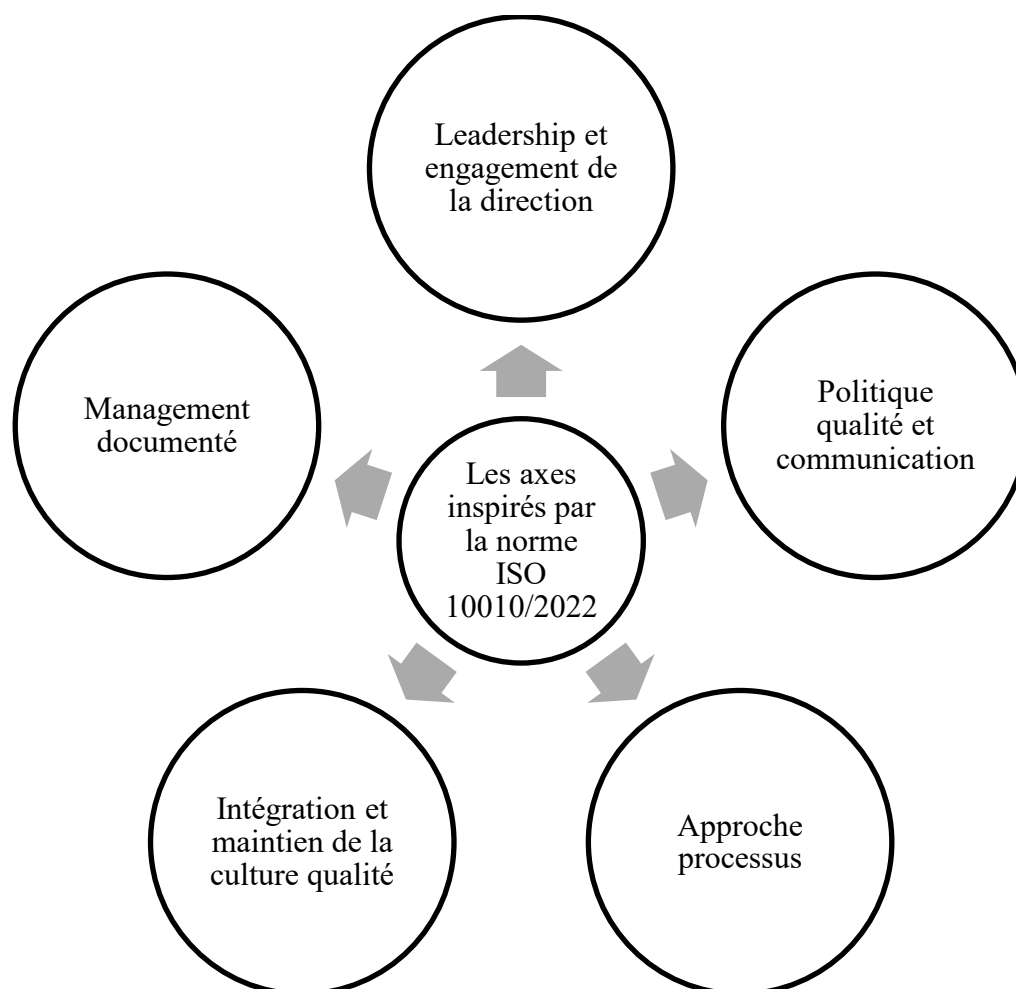 Leadership et
engagement de
la direction
Politique
qualité et
communication
Approche
processus
Intégration et
maintien de la
culture qualité
Management
documenté
Les axes
inspirés par
la norme
ISO
10010/2022